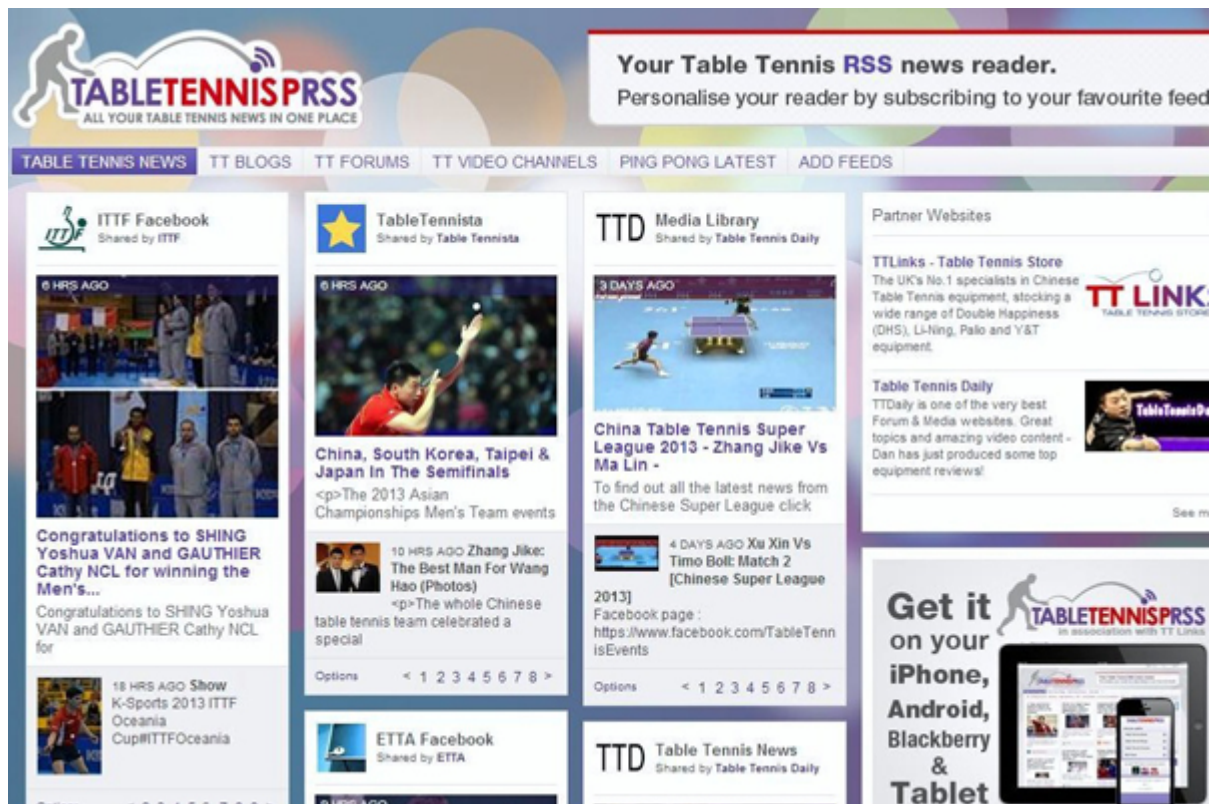 TABLETENNISPRSS
ALL YOUR TABLE TENNIS NEWS IN ONE PLACE
Your Table Tennis RSS news reader.
Personalise your reader by subscribing to your favourite feed
TABLE TENNIS NEWS
TT BLOGS
TT FORUMS
TT VIDEO CHANNELS
PING PONG LATEST
ADD FEEDS
ITTF
ITTF Facebook
Shared by ITTF
6 HRS AGO
Congratulations to SHING
Yoshua VAN and GAUTHIER
Cathy NCL for winning the
Men's...
Congratulations to SHING Yoshua
VAN and GAUTHIER Cathy NCL
for
18 HRS AGO Show
K-Sports 2013 ITTF
Oceania
Cup#ITTFOceania
TableTennista
Shared by Table Tennista
6 HRS AGO
China, South Korea, Taipei &
Japan In The Semifinals
<p>The 2013 Asian
Championships Men's Team events
10 HRS AGO Zhang Jike:
The Best Man For Wang
Hao (Photos)
<p>The whole Chinese
table tennis team celebrated a
special
Options < 1 2 3 4 5 6 7 8 >
ETTA Facebook
Shared by ETTA
TTD
Media Library
Shared by Table Tennis Daily
3 DAYS AGO
China Table Tennis Super
League 2013 - Zhang Jike Vs
Ma Lin -
To find out all the latest news from
the Chinese Super League click
4 DAYS AGO Xu Xin Vs
Timo Boll: Match 2
[Chinese Super League
2013]
Facebook page :
https://www.facebook.com/TableTenn
isEvents
Options < 1 2 3 4 5 6 7 8 >
TTD
Table Tennis News
Shared by Table Tennis Daily
Partner Websites
TTLinks - Table Tennis Store
The UK's No.1 specialists in Chinese
Table Tennis equipment, stocking a
wide range of Double Happiness
(DHS), Li-Ning, Palio and Y&T
equipment.
TT LINK
TABLE TENNIS STORE
Table Tennis Daily
TTDaily is one of the very best
Forum & Media websites. Great
topics and amazing video content -
Dan has just produced some top
equipment reviews!
TableTennisDa
See m
Get it
on your
iPhone,
Android,
Blackberry
&
Tablet
TABLETENNISPRSS
in association with TT Links